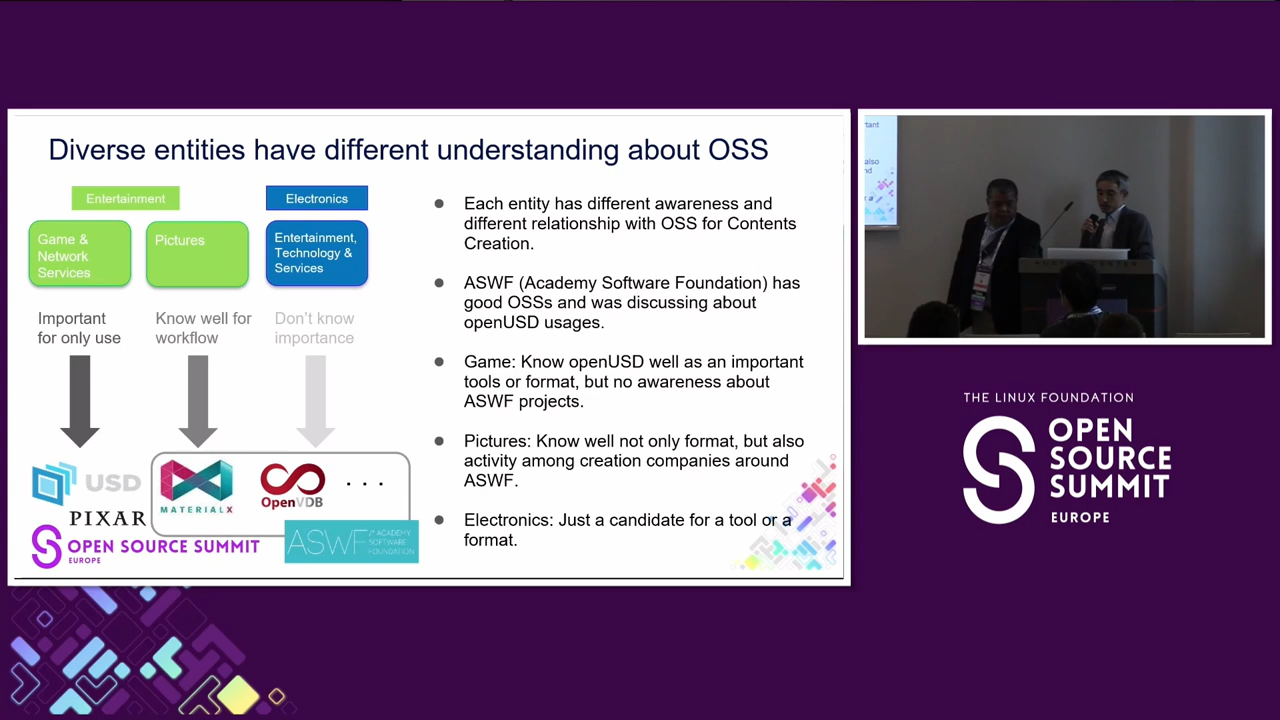 Diverse entities have different understanding about OSS
Entertainment
Electronics
Game &
Network
Services
Pictures
Entertainment,
Technology &
Services
Important
for only use
Know well for
workflow
Don't know
importance
USD
PIXAR
MATERIALX
OpenVDB
. . .
OPEN SOURCE SUMMIT
EUROPE
ASWF
ACADEMY
SOFTWARE
FOUNDATION
● Each entity has different awareness and
different relationship with OSS for Contents
Creation.
● ASWF (Academy Software Foundation) has
good OSSs and was discussing about
openUSD usages.
● Game: Know openUSD well as an important
tools or format, but no awareness about
ASWF projects.
● Pictures: Know well not only format, but also
activity among creation companies around
ASWF.
● Electronics: Just a candidate for a tool or a
format.
THE LINUX FOUNDATION
OPEN
SOURCE
SUMMIT
EUROPE